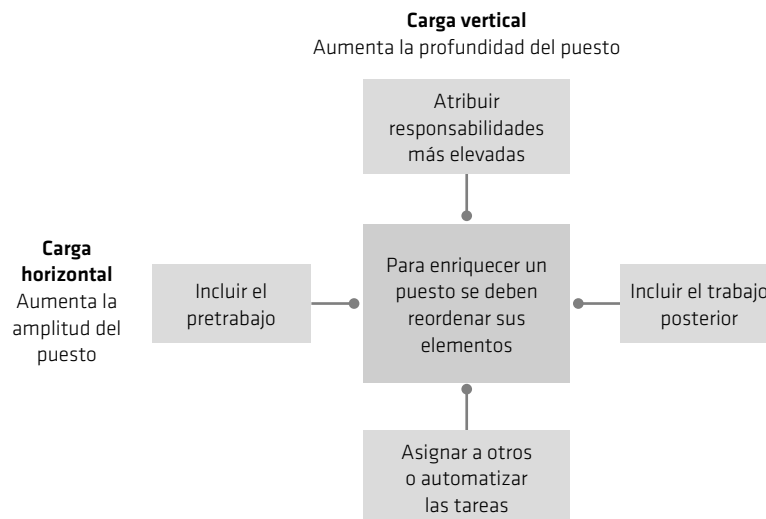 Carga vertical
Aumenta la profundidad del puesto
Atribuir
responsabilidades
más elevadas
Carga
horizontal
Aumenta la
amplitud del
puesto
Incluir el
pretrabajo
Para enriquecer un
puesto se deben
reordenar sus
elementos
Incluir el trabajo
posterior
Asignar a otros
o automatizar
las tareas